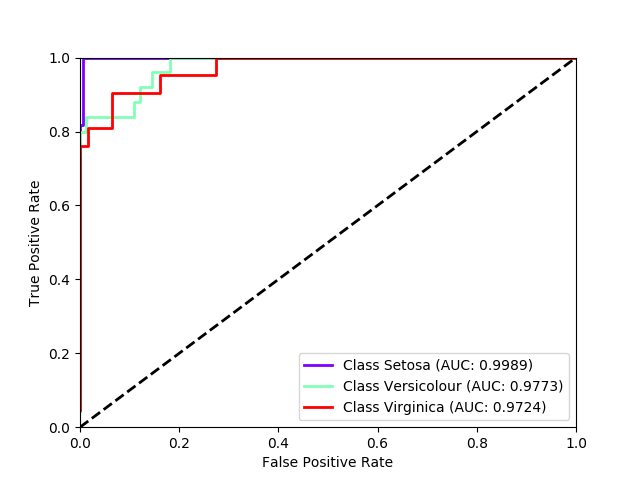 1.0
0.8
0.6
0.4
0.2
0.0
0.0 0.2 0.4 0.6 0.8 1.0
True Positive Rate
False Positive Rate
Class Setosa (AUC: 0.9989)
Class Versicolour (AUC: 0.9773)
Class Virginica (AUC: 0.9724)